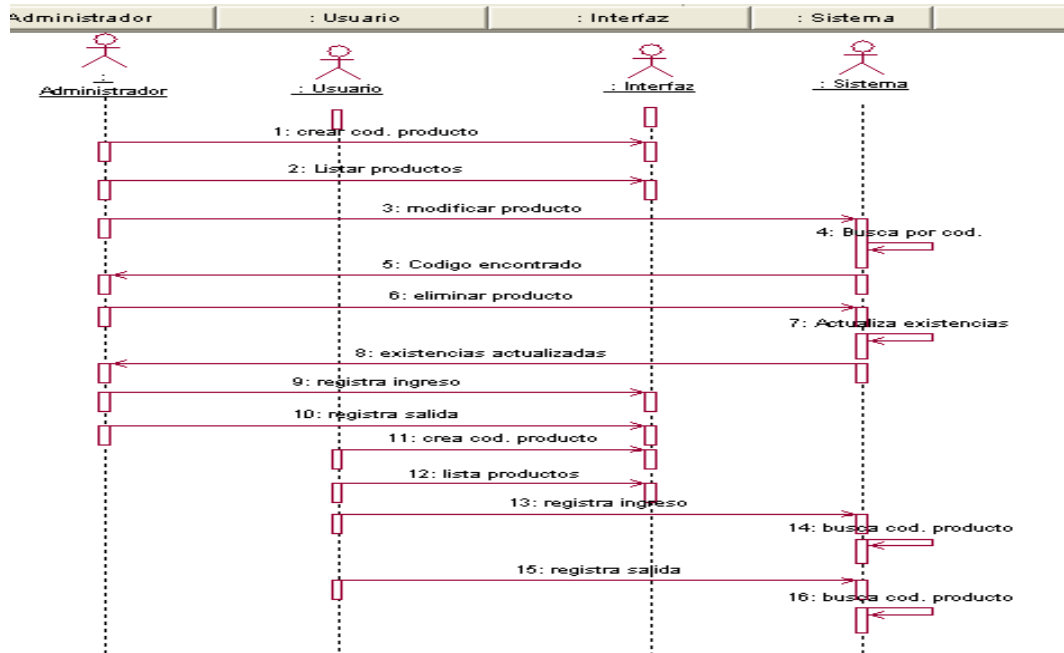 Administrador
: Usuario
: Interfaz
: Sistema
:
Administrador
: Usuario
: Interfaz
: Sistema
1: crear cod. producto
2: Listar productos
3: modificar producto
4: Busca por cod.
5: Codigo encontrado
6: eliminar producto
7: Actualiza existencias
8: existencias actualizadas
9: registra ingreso
10: registra salida
11: crea cod. producto
12: lista productos
13: registra ingreso
14: busca cod. producto
15: registra salida
16: busca cod. producto